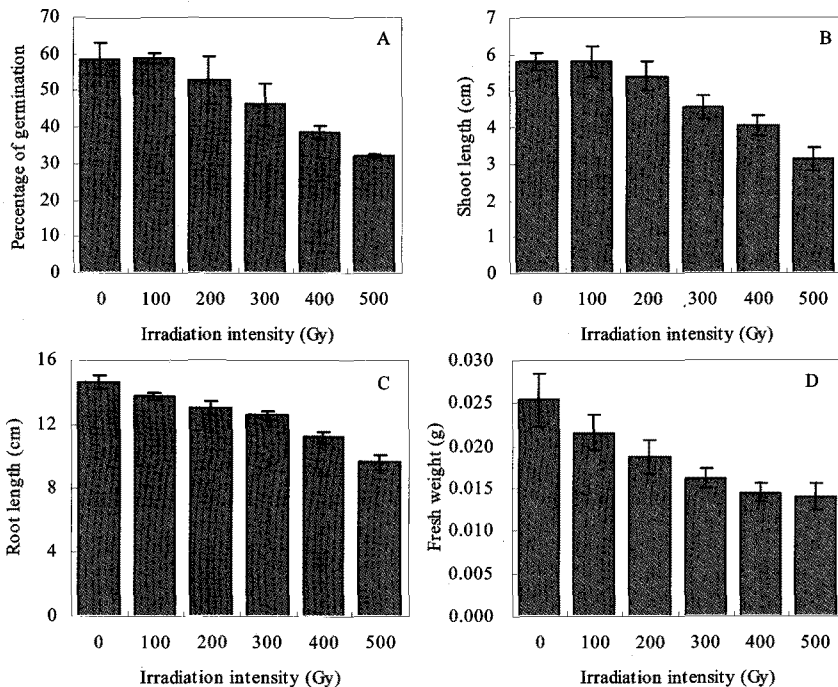 A
Percentage of germination
70
60
50
40
30
20
10
0
0 100 200 300 400 500
Irradiation intensity (Gy)
B
Shoot length (cm)
7
6
5
4
3
2
1
0
0 100 200 300 400 500
Irradiation intensity (Gy)
C
Root length (cm)
16
12
8
4
0
0 100 200 300 400 500
Irradiation intensity (Gy)
D
Fresh weight (g)
0.030
0.025
0.020
0.015
0.010
0.005
0.000
0 100 200 300 400 500
Irradiation intensity (Gy)